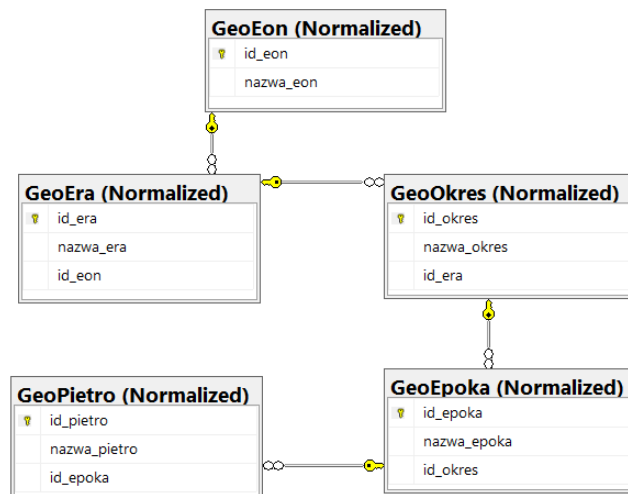 GeoEon (Normalized)
id_eon
nazwa_eon
GeoEra (Normalized)
id_era
nazwa_era
id_eon
GeoOkres (Normalized)
id_okres
nazwa_okres
id_era
GeoPietro (Normalized)
id_pietro
nazwa_pietro
id_epoka
GeoEpoka (Normalized)
id_epoka
nazwa_epoka
id_okres